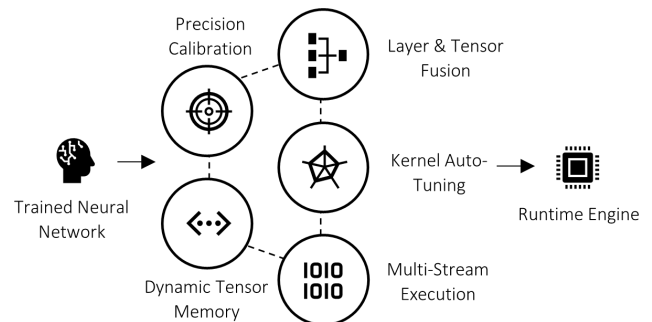 Precision
Calibration
Layer & Tensor
Fusion
Trained Neural
Network
Kernel Auto-
Tuning
Runtime Engine
Dynamic Tensor
Memory
1010
1010
Multi-Stream
Execution